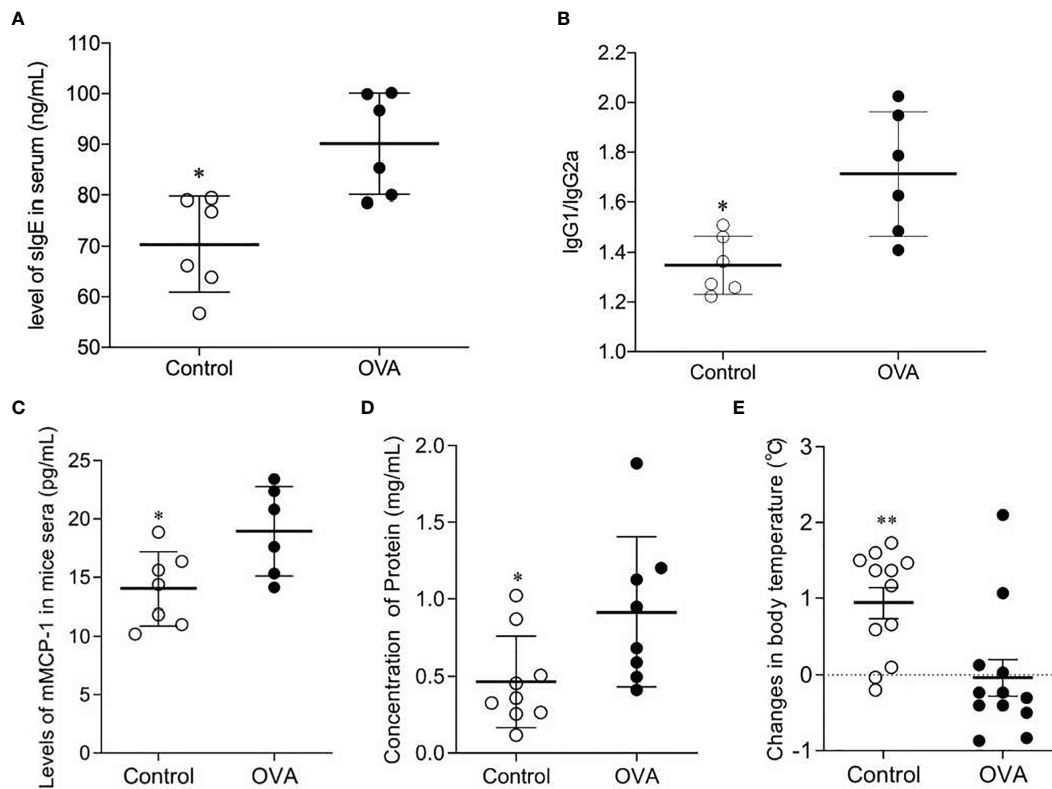 A
level of sIgE in serum (ng/mL)
110
100
90
80
70
60
50
*
Control
OVA
B
IgG1/IgG2a
2.2
2.0
1.8
1.6
1.4
1.2
1.0
*
Control
OVA
C
Levels of mMCP-1 in mice sera (pg/mL)
25
20
15
10
5
0
*
Control
OVA
D
Concentration of Protein (mg/mL)
2.0
1.5
1.0
0.5
0.0
*
Control
OVA
E
Changes in body temperature (°C)
3
2
1
0
-1
**
Control
OVA